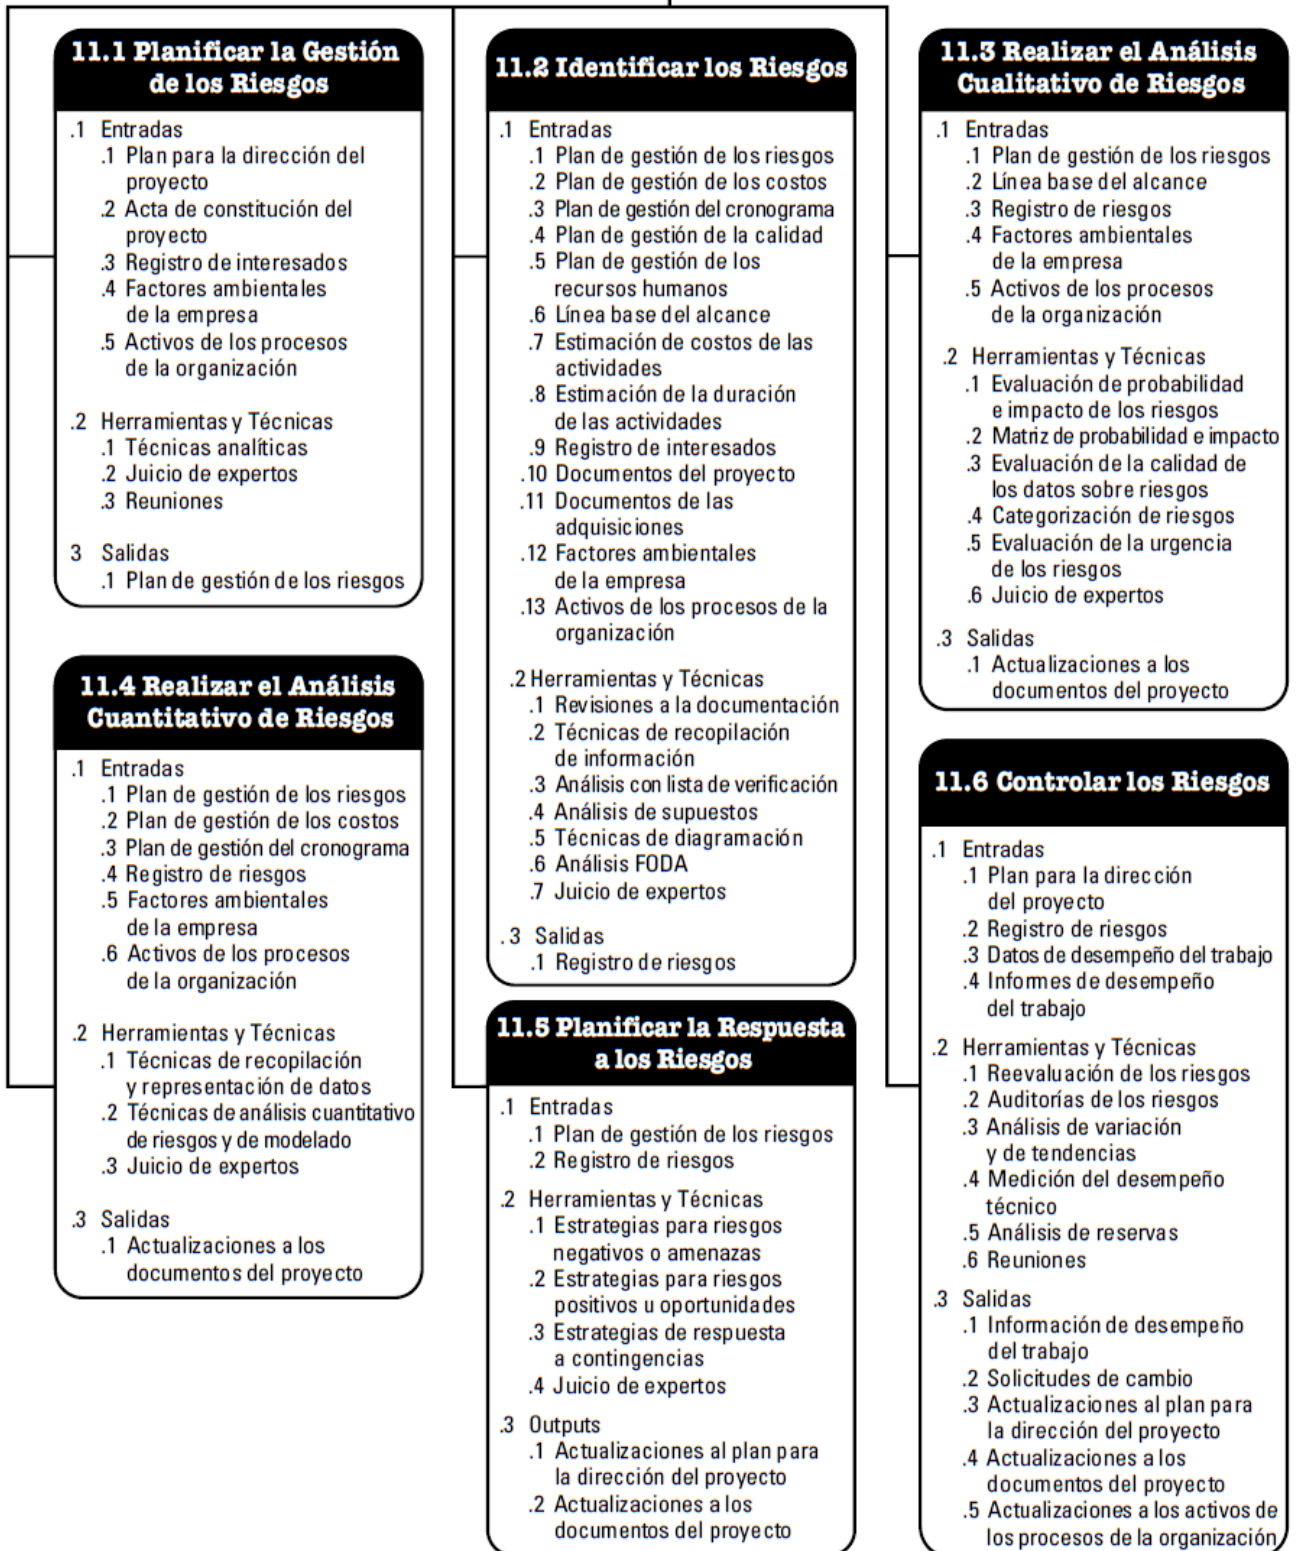 11.1 Planificar la Gestión
de los Riesgos
.1 Entradas
.1 Plan para la dirección del
proyecto
.2 Acta de constitución del
proyecto
.3 Registro de interesados
.4 Factores ambientales
de la empresa
.5 Activos de los procesos
de la organización
.2 Herramientas y Técnicas
.1 Técnicas analíticas
.2 Juicio de expertos
.3 Reuniones
3 Salidas
.1 Plan de gestión de los riesgos
11.2 Identificar los Riesgos
.1 Entradas
.1 Plan de gestión de los riesgos
.2 Plan de gestión de los costos
.3 Plan de gestión del cronograma
.4 Plan de gestión de la calidad
.5 Plan de gestión de los
recursos humanos
.6 Línea base del alcance
.7 Estimación de costos de las
actividades
.8 Estimación de la duración
de las actividades
.9 Registro de interesados
.10 Documentos del proyecto
.11 Documentos de las
adquisiciones
.12 Factores ambientales
de la empresa
.13 Activos de los procesos de la
organización
.2 Herramientas y Técnicas
.1 Revisiones a la documentación
.2 Técnicas de recopilación
de información
.3 Análisis con lista de verificación
.4 Análisis de supuestos
.5 Técnicas de diagramación
.6 Análisis FODA
.7 Juicio de expertos
.3 Salidas
.1 Registro de riesgos
11.3 Realizar el Análisis
Cualitativo de Riesgos
.1 Entradas
.1 Plan de gestión de los riesgos
.2 Línea base del alcance
.3 Registro de riesgos
.4 Factores ambientales
de la empresa
.5 Activos de los procesos
de la organización
.2 Herramientas y Técnicas
.1 Evaluación de probabilidad
e impacto de los riesgos
.2 Matriz de probabilidad e impacto
.3 Evaluación de la calidad de
los datos sobre riesgos
.4 Categorización de riesgos
.5 Evaluación de la urgencia
de los riesgos
.6 Juicio de expertos
.3 Salidas
.1 Actualizaciones a los
documentos del proyecto
11.4 Realizar el Análisis
Cuantitativo de Riesgos
.1 Entradas
.1 Plan de gestión de los riesgos
.2 Plan de gestión de los costos
.3 Plan de gestión del cronograma
.4 Registro de riesgos
.5 Factores ambientales
de la empresa
.6 Activos de los procesos
de la organización
.2 Herramientas y Técnicas
.1 Técnicas de recopilación
y representación de datos
.2 Técnicas de análisis cuantitativo
de riesgos y de modelado
.3 Juicio de expertos
.3 Salidas
.1 Actualizaciones a los
documentos del proyecto
11.5 Planificar la Respuesta
a los Riesgos
.1 Entradas
.1 Plan de gestión de los riesgos
.2 Registro de riesgos
.2 Herramientas y Técnicas
.1 Estrategias para riesgos
negativos o amenazas
.2 Estrategias para riesgos
positivos u oportunidades
.3 Estrategias de respuesta
a contingencias
.4 Juicio de expertos
.3 Outputs
.1 Actualizaciones al plan para
la dirección del proyecto
.2 Actualizaciones a los
documentos del proyecto
11.6 Controlar los Riesgos
.1 Entradas
.1 Plan para la dirección
del proyecto
.2 Registro de riesgos
.3 Datos de desempeño del trabajo
.4 Informes de desempeño
del trabajo
.2 Herramientas y Técnicas
.1 Reevaluación de los riesgos
.2 Auditorías de los riesgos
.3 Análisis de variación
y de tendencias
.4 Medición del desempeño
técnico
.5 Análisis de reservas
.6 Reuniones
.3 Salidas
.1 Información de desempeño
del trabajo
.2 Solicitudes de cambio
.3 Actualizaciones al plan para
la dirección del proyecto
.4 Actualizaciones a los
documentos del proyecto
.5 Actualizaciones a los activos de
los procesos de la organización